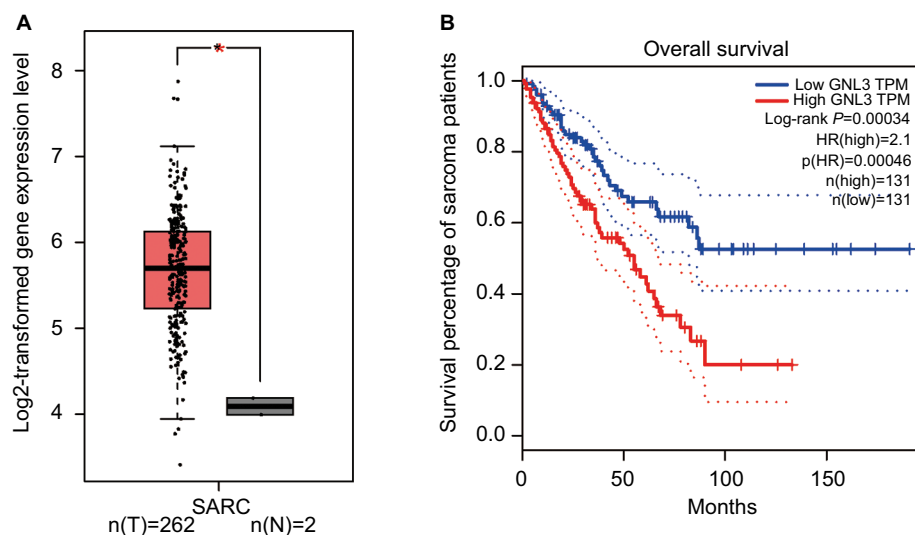 A
Log2-transformed gene expression level
8
7
6
5
4
*
SARC
n(T)=262 n(N)=2
B
Overall survival
Survival percentage of sarcoma patients
1.0
0.8
0.6
0.4
0.2
0.0
Low GNL3 TPM
High GNL3 TPM
Log-rank P=0.00034
HR(high)=2.1
p(HR)=0.00046
n(high)=131
n(low)=131
0 50 100 150
Months